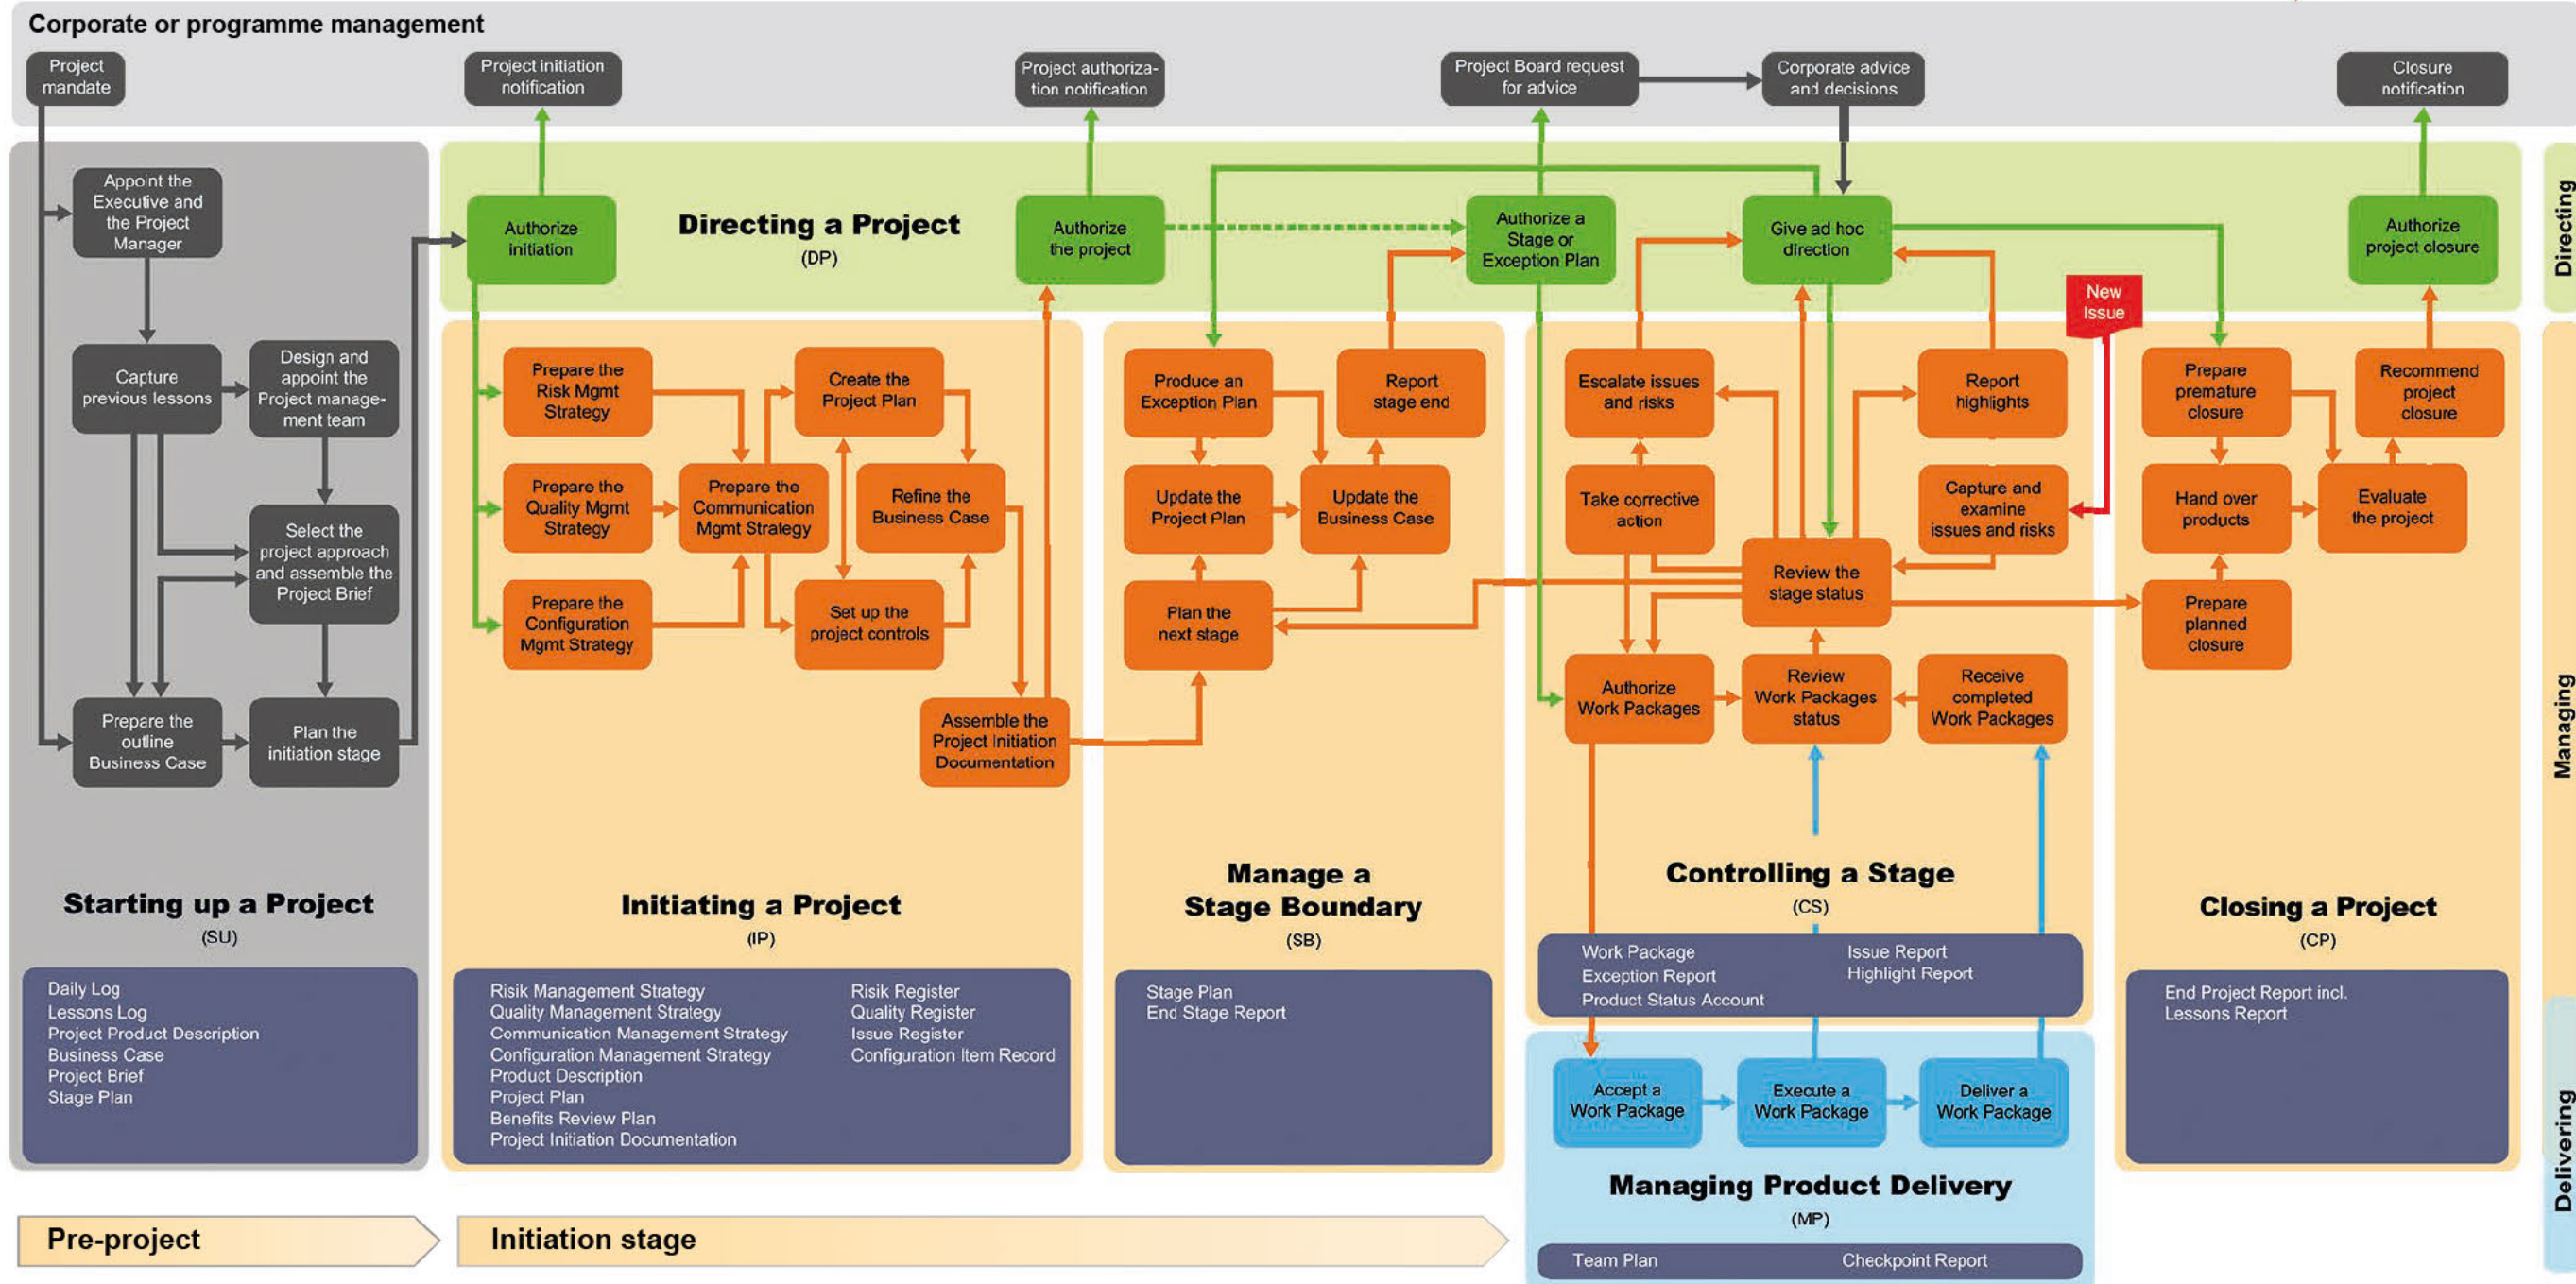 Corporate or programme management
Project
mandate
Project initiation
notification
Project authoriza-
tion notification
Project Board request
for advice
Corporate advice
and decisions
Closure
notification
Appoint the
Executive and
the Project
Manager
Capture
previous lessons
Design and
appoint the
Project manage-
ment team
Select the
project approach
and assemble the
Project Brief
Prepare the
outline
Business Case
Plan the
initiation stage
Starting up a Project
(SU)
Daily Log
Lessons Log
Project Product Description
Business Case
Project Brief
Stage Plan
Authorize
initiation
Directing a Project
(DP)
Authorize
the project
Authorize a
Stage or
Exception Plan
Give ad hoc
direction
Authorize
project closure
Directing
Prepare the
Risk Mgmt
Strategy
Prepare the
Quality Mgmt
Strategy
Prepare the
Configuration
Mgmt Strategy
Prepare the
Communication
Mgmt Strategy
Create the
Project Plan
Refine the
Business Case
Set up the
project controls
Assemble the
Project Initiation
Documentation
Initiating a Project
(IP)
Risik Management Strategy
Quality Management Strategy
Communication Management Strategy
Configuration Management Strategy
Product Description
Project Plan
Benefits Review Plan
Project Initiation Documentation
Risik Register
Quality Register
Issue Register
Configuration Item Record
Produce an
Exception Plan
Report
stage end
Update the
Project Plan
Update the
Business Case
Plan the
next stage
Manage a
Stage Boundary
(SB)
Stage Plan
End Stage Report
Escalate issues
and risks
Report
highlights
New
Issue
Take corrective
action
Capture and
examine
issues and risks
Review the
stage status
Authorize
Work Packages
Review
Work Packages
status
Receive
completed
Work Packages
Controlling a Stage
(CS)
Work Package
Exception Report
Product Status Account
Issue Report
Highlight Report
Accept a
Work Package
Execute a
Work Package
Deliver a
Work Package
Managing Product Delivery
(MP)
Team Plan
Checkpoint Report
Prepare
premature
closure
Recommend
project
closure
Hand over
products
Evaluate
the project
Prepare
planned
closure
Closing a Project
(CP)
End Project Report incl.
Lessons Report
Managing
Delivering
Pre-project
Initiation stage